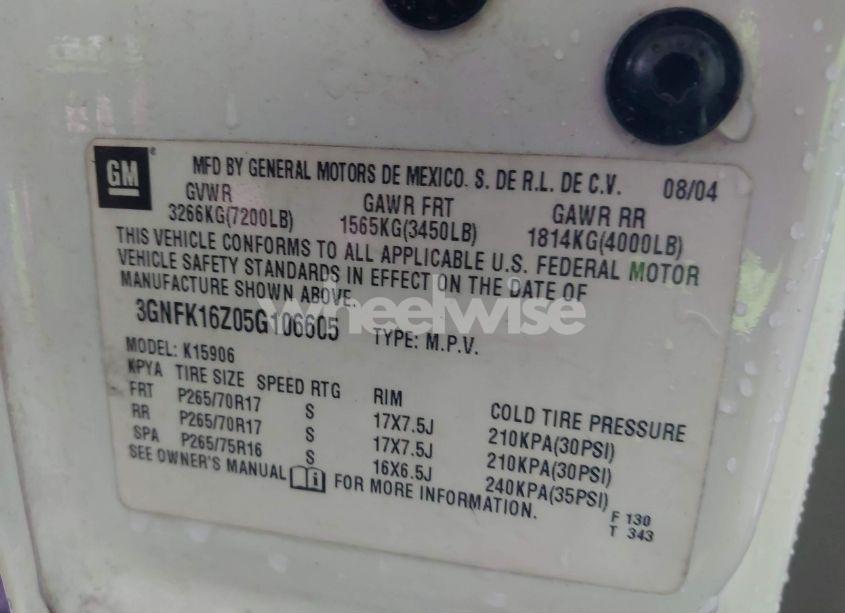 GM ® MFD BY GENERAL MOTORS DE MEXICO. S. DE R.L. DE C.V. 08/04
GVWR GAWR FRT GAWR RR
3266KG(7200LB) 1565KG(3450LB) 1814KG(4000LB)
THIS VEHICLE CONFORMS TO ALL APPLICABLE U.S. FEDERAL MOTOR
VEHICLE SAFETY STANDARDS IN EFFECT ON THE DATE OF
MANUFACTURE SHOWN ABOVE.
wheelwise
3GNFK16Z05G106605 TYPE: M.P.V.
MODEL: K15906
KPYA TIRE SIZE SPEED RTG RIM COLD TIRE PRESSURE
FRT P265/70R17 S 17X7.5J 210KPA(30PSI)
RR P265/70R17 S 17X7.5J 210KPA(30PSI)
SPA P265/75R16 S 16X6.5J 240KPA(35PSI)
SEE OWNER'S MANUAL i FOR MORE INFORMATION.
F 130
T 343